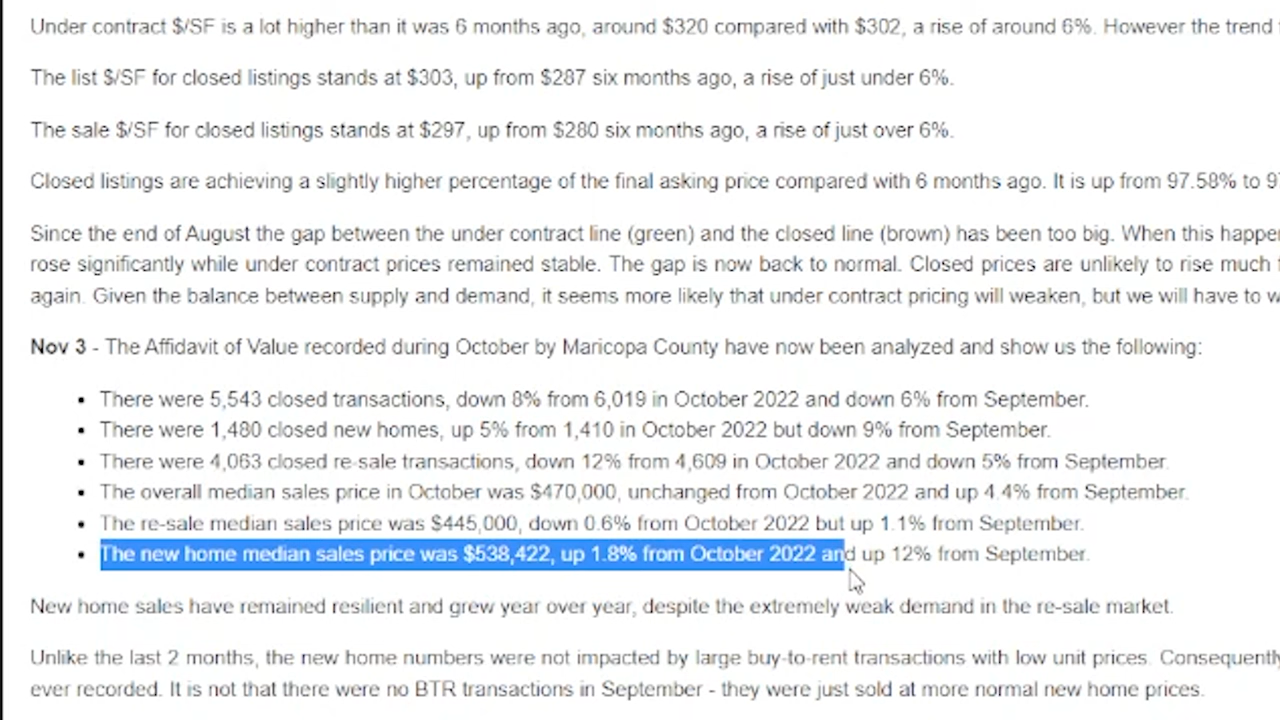 Under contract $/SF is a lot higher than it was 6 months ago, around $320 compared with $302, a rise of around 6%. However the trend
The list $/SF for closed listings stands at $303, up from $287 six months ago, a rise of just under 6%.
The sale $/SF for closed listings stands at $297, up from $280 six months ago, a rise of just over 6%.
Closed listings are achieving a slightly higher percentage of the final asking price compared with 6 months ago. It is up from 97.58% to
Since the end of August the gap between the under contract line (green) and the closed line (brown) has been too big. When this
rose significantly while under contract prices remained stable. The gap is now back to normal. Closed prices are unlikely to rise much
again. Given the balance between supply and demand, it seems more likely that under contract pricing will weaken, but we will have to
Nov 3 - The Affidavit of Value recorded during October by Maricopa County have now been analyzed and show us the following:
• There were 5,543 closed transactions, down 8% from 6,019 in October 2022 and down 6% from September.
• There were 1,480 closed new homes, up 5% from 1,410 in October 2022 but down 9% from September.
• There were 4,063 closed re-sale transactions, down 12% from 4,609 in October 2022 and down 5% from September.
• The overall median sales price in October was $470,000, unchanged from October 2022 and up 4.4% from September.
• The re-sale median sales price was $445,000, down 0.6% from October 2022 but up 1.1% from September.
• The new home median sales price was $538,422, up 1.8% from October 2022 and up 12% from September.
New home sales have remained resilient and grew year over year, despite the extremely weak demand in the re-sale market.
Unlike the last 2 months, the new home numbers were not impacted by large buy-to-rent transactions with low unit prices. Consequently
ever recorded. It is not that there were no BTR transactions in September - they were just sold at more normal new home prices.